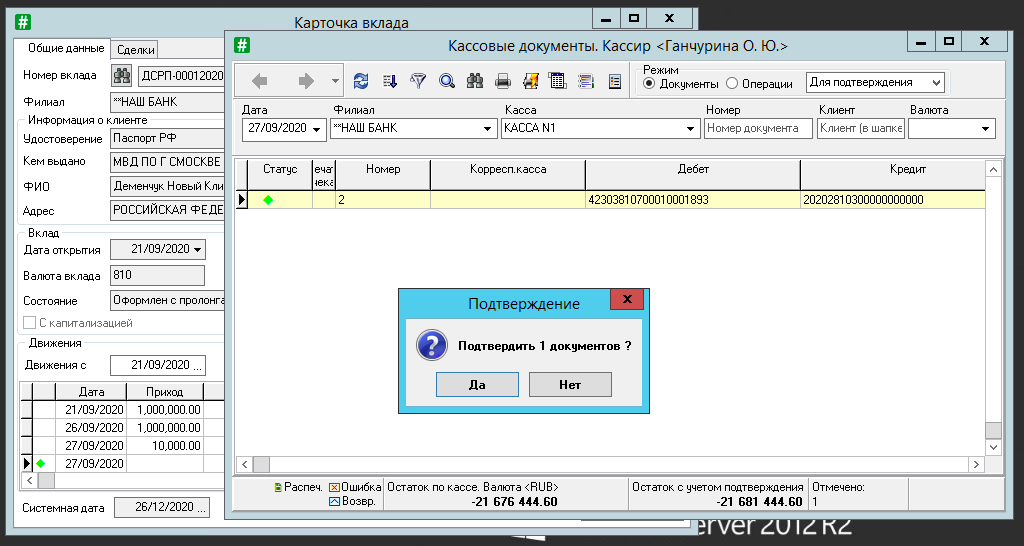 Карточка вклада
Общие данные
Сделки
Номер вклада
ДСРП-00012020
Филиал
**НАШ БАНК
Информация о клиенте
Удостоверение
Паспорт РФ
Кем выдано
МВД ПО Г СМОСКВЕ
ФИО
Деменчук Новый Кли
Адрес
РОССИЙСКАЯ ФЕДЕ
Вклад
Дата открытия
21/09/2020
Валюта вклада
810
Состояние
Оформлен с пролонга
С капитализацией
Движения
Движения с
21/09/2020 ...
Дата Приход
21/09/2020 1,000,000.00
26/09/2020 1,000,000.00
27/09/2020 10,000.00
27/09/2020
Системная дата
26/12/2020 ...
Кассовые документы. Кассир <Ганчурина О. Ю.>
Режим
Документы
Операции
Для подтверждения
Дата Филиал Касса Номер Клиент Валюта
27/09/2020 **НАШ БАНК КАССА N1 Номер документа Клиент (в шапке
Статус Номер Корресп.касса Дебет Кредит
2 42303810700010001893 20202810300000000000
Подтверждение
Подтвердить 1 документов ?
Да
Нет
Распеч. Ошибка
Возвр.
Остаток по кассе. Валюта <RUB>
-21 676 444.60
Остаток с учетом подтверждения
-21 681 444.60
Отмечено:
1
erver 2012 R2